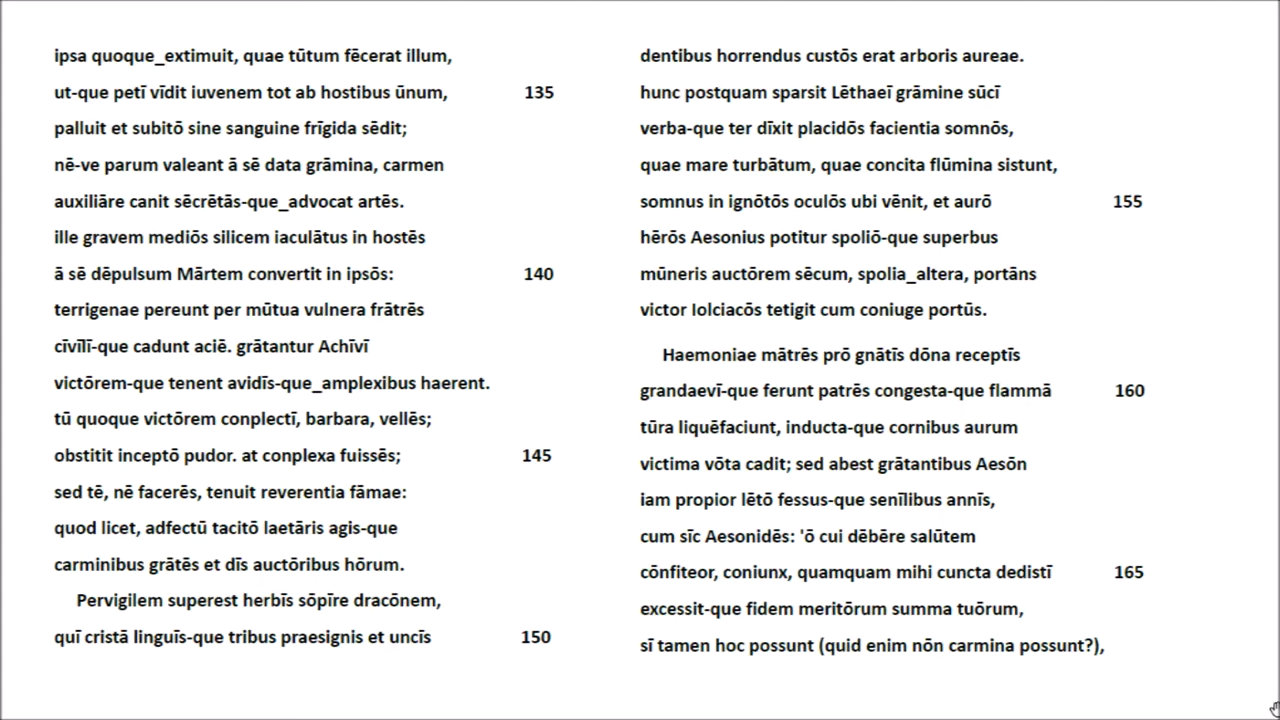 ipsa quoque_extimuit, quae tūtum fēcerat illum,
ut-que petī vīdit iuvenem tot ab hostibus ūnum, 135
palluit et subitō sine sanguine frīgida sēdit;
nē-ve parum valeant ā sē data grāmina, carmen
auxiliāre canit sēcrētās-que_advocat artēs.
ille gravem mediōs silicem iaculātus in hostēs
ā sē dēpulsum Mārtem convertit in ipsōs: 140
terrigenae pereunt per mūtua vulnera frātrēs
cīvīlī-que cadunt aciē. grātantur Achīvī
victōrem-que tenent avidīs-que_amplexibus haerent.
tū quoque victōrem conplectī, barbara, vellēs;
obstitit inceptō pudor. at conplexa fuissēs; 145
sed tē, nē facerēs, tenuit reverentia fāmae:
quod licet, adfectū tacitō laetāris agis-que
carminibus grātēs et dīs auctōribus hōrum.
Pervigilem superest herbīs sōpīre dracōnem,
quī cristā linguīs-que tribus praesignis et uncīs 150
dentibus horrendus custōs erat arboris aureae.
hunc postquam sparsit Lēthaeī grāmine sūcī
verba-que ter dīxit placidōs facientia somnōs,
quae mare turbātum, quae concita flūmina sistunt,
somnus in ignōtōs oculōs ubi vēnit, et aurō 155
hērōs Aesonius potitur spoliō-que superbus
mūneris auctōrem sēcum, spolia_altera, portāns
victor Iolciacōs tetigit cum coniuge portūs.
Haemoniae mātrēs prō gnātīs dōna receptīs
grandaevī-que ferunt patrēs congesta-que flammā 160
tūra liquēfaciunt, inducta-que cornibus aurum
victima vōta cadit; sed abest grātantibus Aesōn
iam propior lētō fessus-que senīlibus annīs,
cum sīc Aesonidēs: 'ō cui dēbēre salūtem
cōnfiteor, coniunx, quamquam mihi cuncta dedistī 165
excessit-que fidem meritōrum summa tuōrum,
sī tamen hoc possunt (quid enim nōn carmina possunt?),